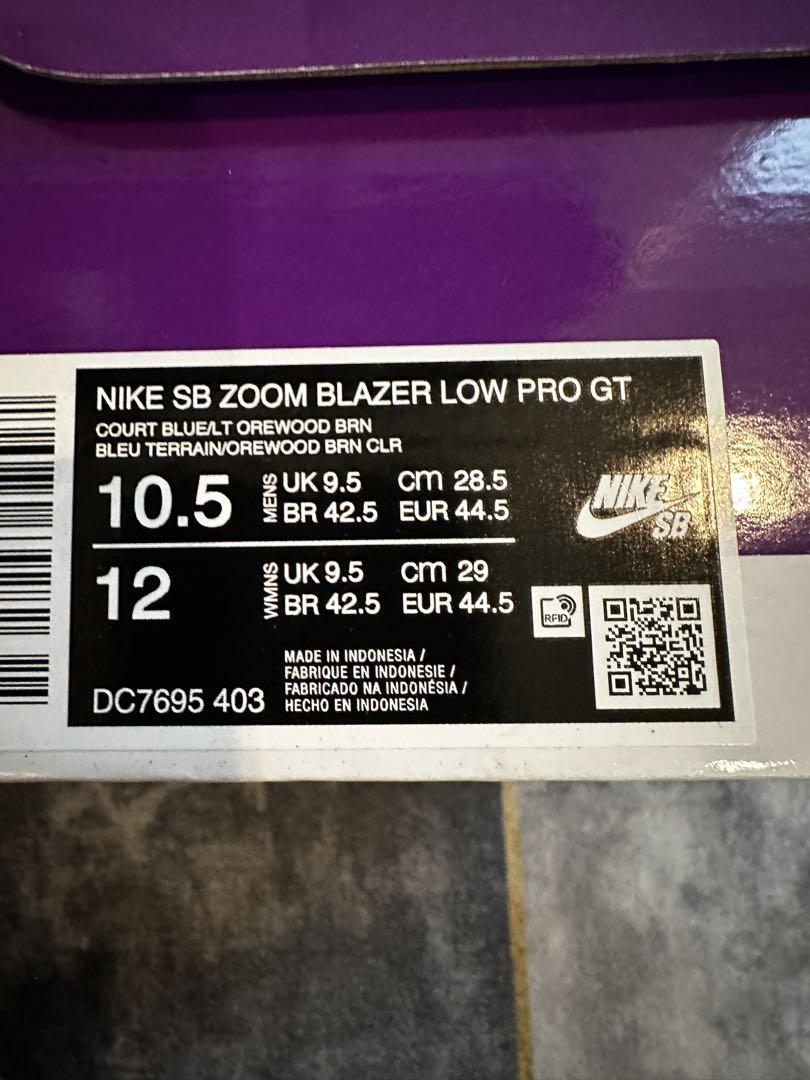 NIKE SB ZOOM BLAZER LOW PRO GT
COURT BLUE/LT OREWOOD BRN
BLEU TERRAIN/OREWOOD BRN CLR
10.5 MENS UK 9.5 cm 28.5
BR 42.5 EUR 44.5
NIKE
SB
12 WMNS UK 9.5 cm 29
BR 42.5 EUR 44.5
RFID
MADE IN INDONESIA /
FABRIQUE EN INDONESIE /
FABRICADO NA INDONÉSIA /
DC7695 403 HECHO EN INDONESIA